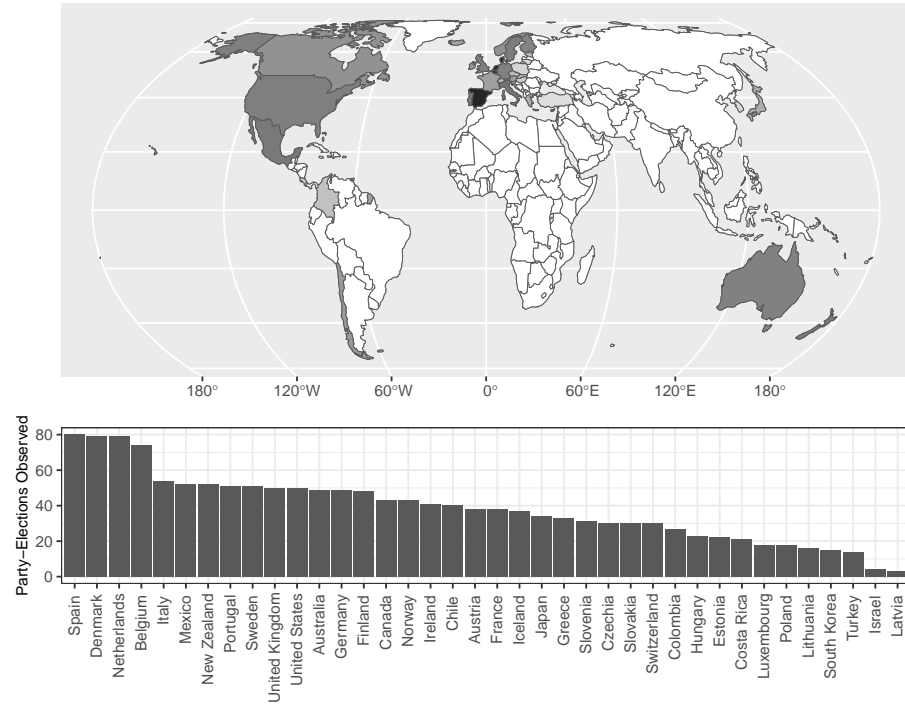 180° 120°W 60°W 0° 60°E 120°E 180°
Party−Elections Observed
80
60
40
20
0
Spain
Denmark
Netherlands
Belgium
Italy
Mexico
New Zealand
Portugal
Sweden
United Kingdom
United States
Australia
Germany
Finland
Canada
Norway
Ireland
Chile
Austria
France
Iceland
Japan
Greece
Slovenia
Czechia
Slovakia
Switzerland
Colombia
Hungary
Estonia
Costa Rica
Luxembourg
Poland
Lithuania
South Korea
Turkey
Israel
Latvia